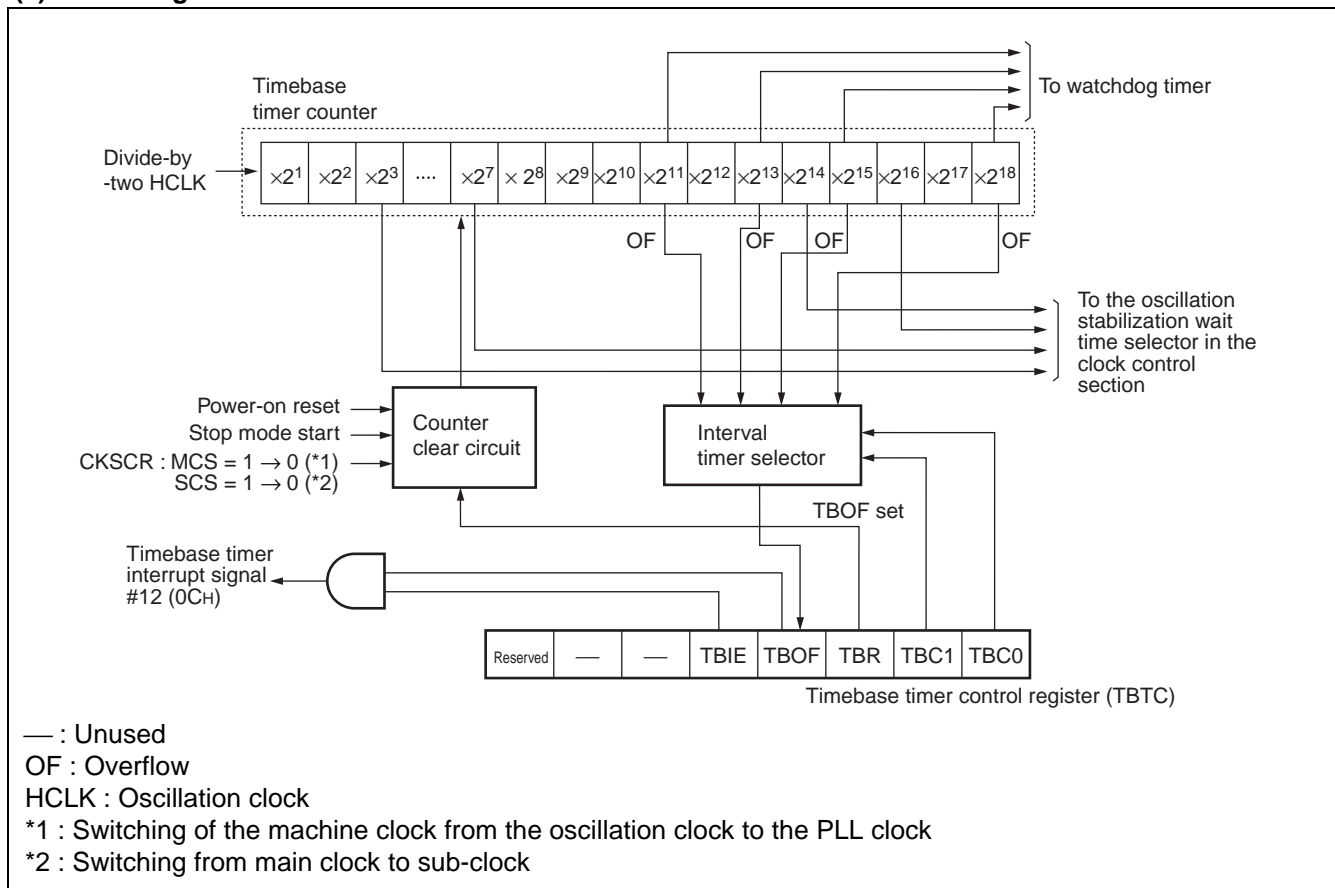 Timebase
timer counter
To watchdog timer
Divide-by
-two HCLK
×2¹ ×2² ×2³ ···· ×2⁷ × 2⁸ ×2⁹ ×2¹⁰ ×2¹¹ ×2¹² ×2¹³ ×2¹⁴ ×2¹⁵ ×2¹⁶ ×2¹⁷ ×2¹⁸
OF OF OF OF
To the oscillation
stabilization wait
time selector in the
clock control
section
Power-on reset
Stop mode start
CKSCR : MCS = 1 → 0 (*1)
SCS = 1 → 0 (*2)
Counter
clear circuit
Interval
timer selector
TBOF set
Timebase timer
interrupt signal
#12 (0CH)
Reserved — — TBIE TBOF TBR TBC1 TBC0
Timebase timer control register (TBTC)
— : Unused
OF : Overflow
HCLK : Oscillation clock
*1 : Switching of the machine clock from the oscillation clock to the PLL clock
*2 : Switching from main clock to sub-clock